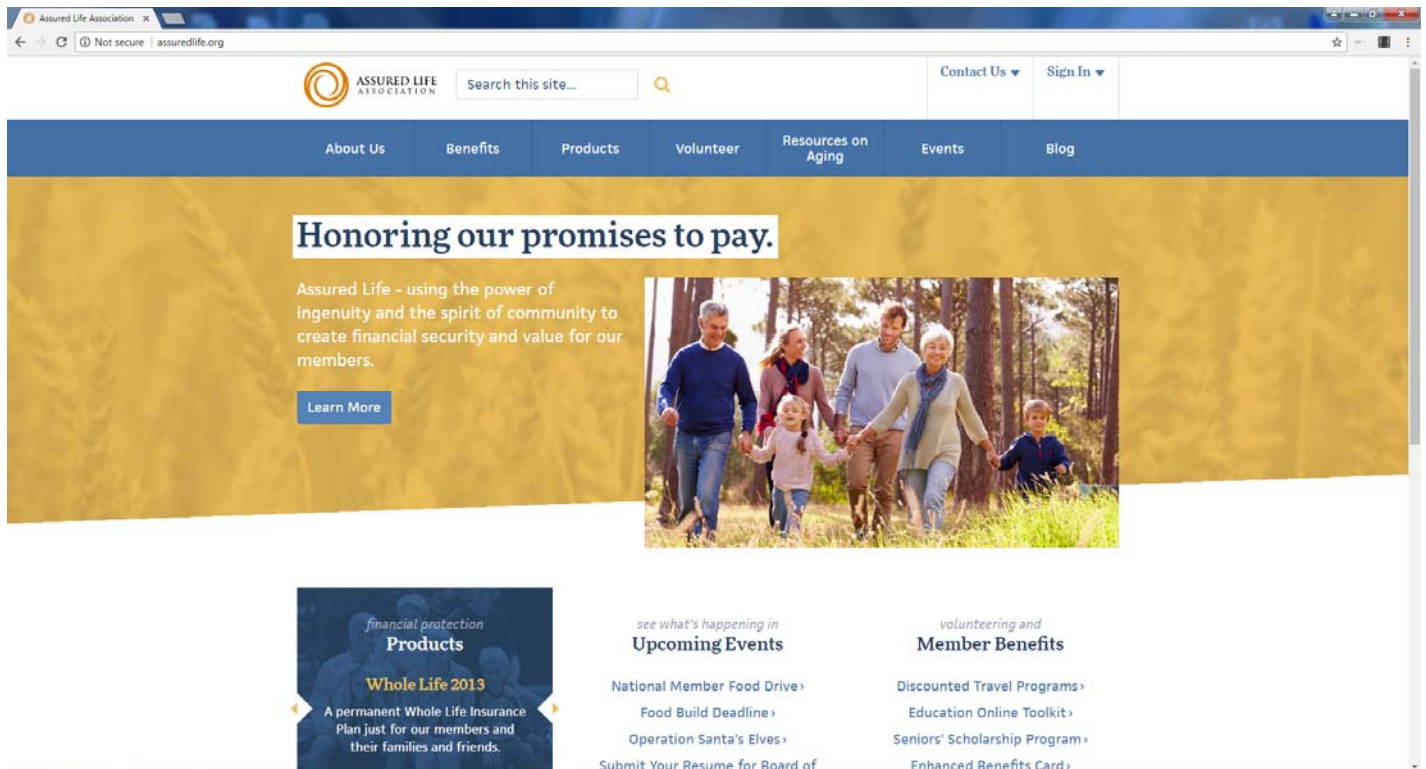 Assured Life Association
Not secure | assuredlife.org
ASSURED LIFE
ASSOCIATION
Search this site...
Contact Us
Sign In
About Us
Benefits
Products
Volunteer
Resources on
Aging
Events
Blog
Honoring our promises to pay.
Assured Life - using the power of
ingenuity and the spirit of community to
create financial security and value for our
members.
Learn More
financial protection
Products
Whole Life 2013
A permanent Whole Life Insurance
Plan just for our members and
their families and friends.
see what's happening in
Upcoming Events
National Member Food Drive ›
Food Build Deadline ›
Operation Santa's Elves ›
Submit Your Resume for Board of
volunteering and
Member Benefits
Discounted Travel Programs ›
Education Online Toolkit ›
Seniors' Scholarship Program ›
Enhanced Benefits Card ›